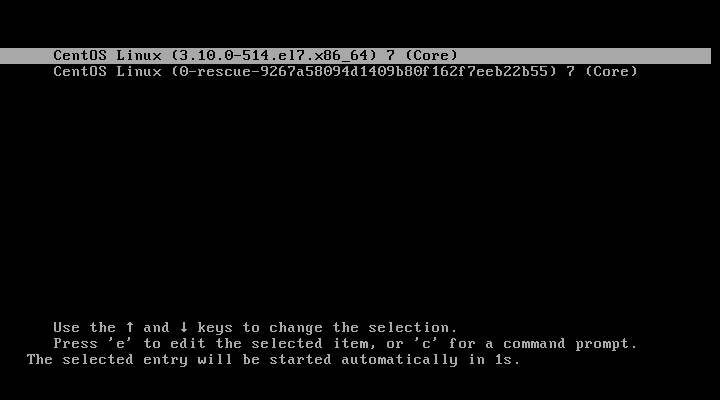 CentOS Linux (3.10.0-514.el7.x86_64) 7 (Core)
CentOS Linux (0-rescue-9267a58094d1409b80f162f7eeb22b55) 7 (Core)
Use the ↑ and ↓ keys to change the selection.
Press 'e' to edit the selected item, or 'c' for a command prompt.
The selected entry will be started automatically in 1s.